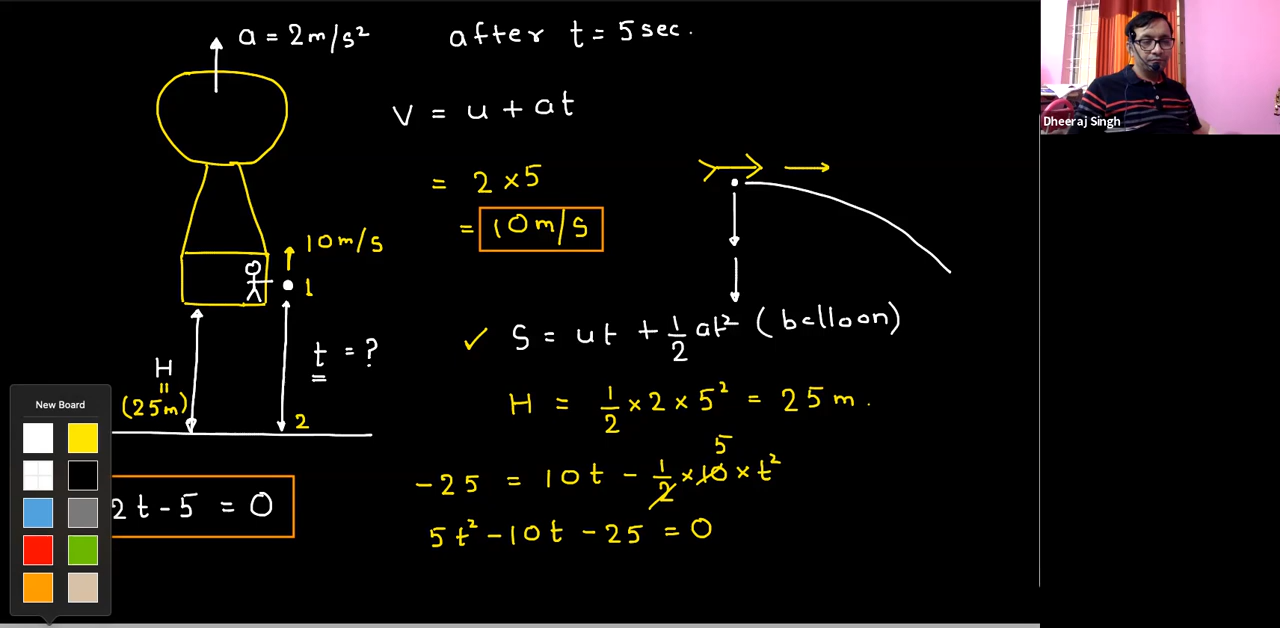 a = 2m/s²
after t = 5 sec.
Dheeraj Singh
v = u + at
= 2 × 5
= 10m/s
10m/s
1
S = ut + 1/2 at² (balloon)
t = ?
H
=
(25m)
H = 1/2 × 2 × 5² = 25 m.
2
New Board
5
-25 = 10t - 1/2 × 10 × t²
2t - 5 = 0
5t² - 10t - 25 = 0